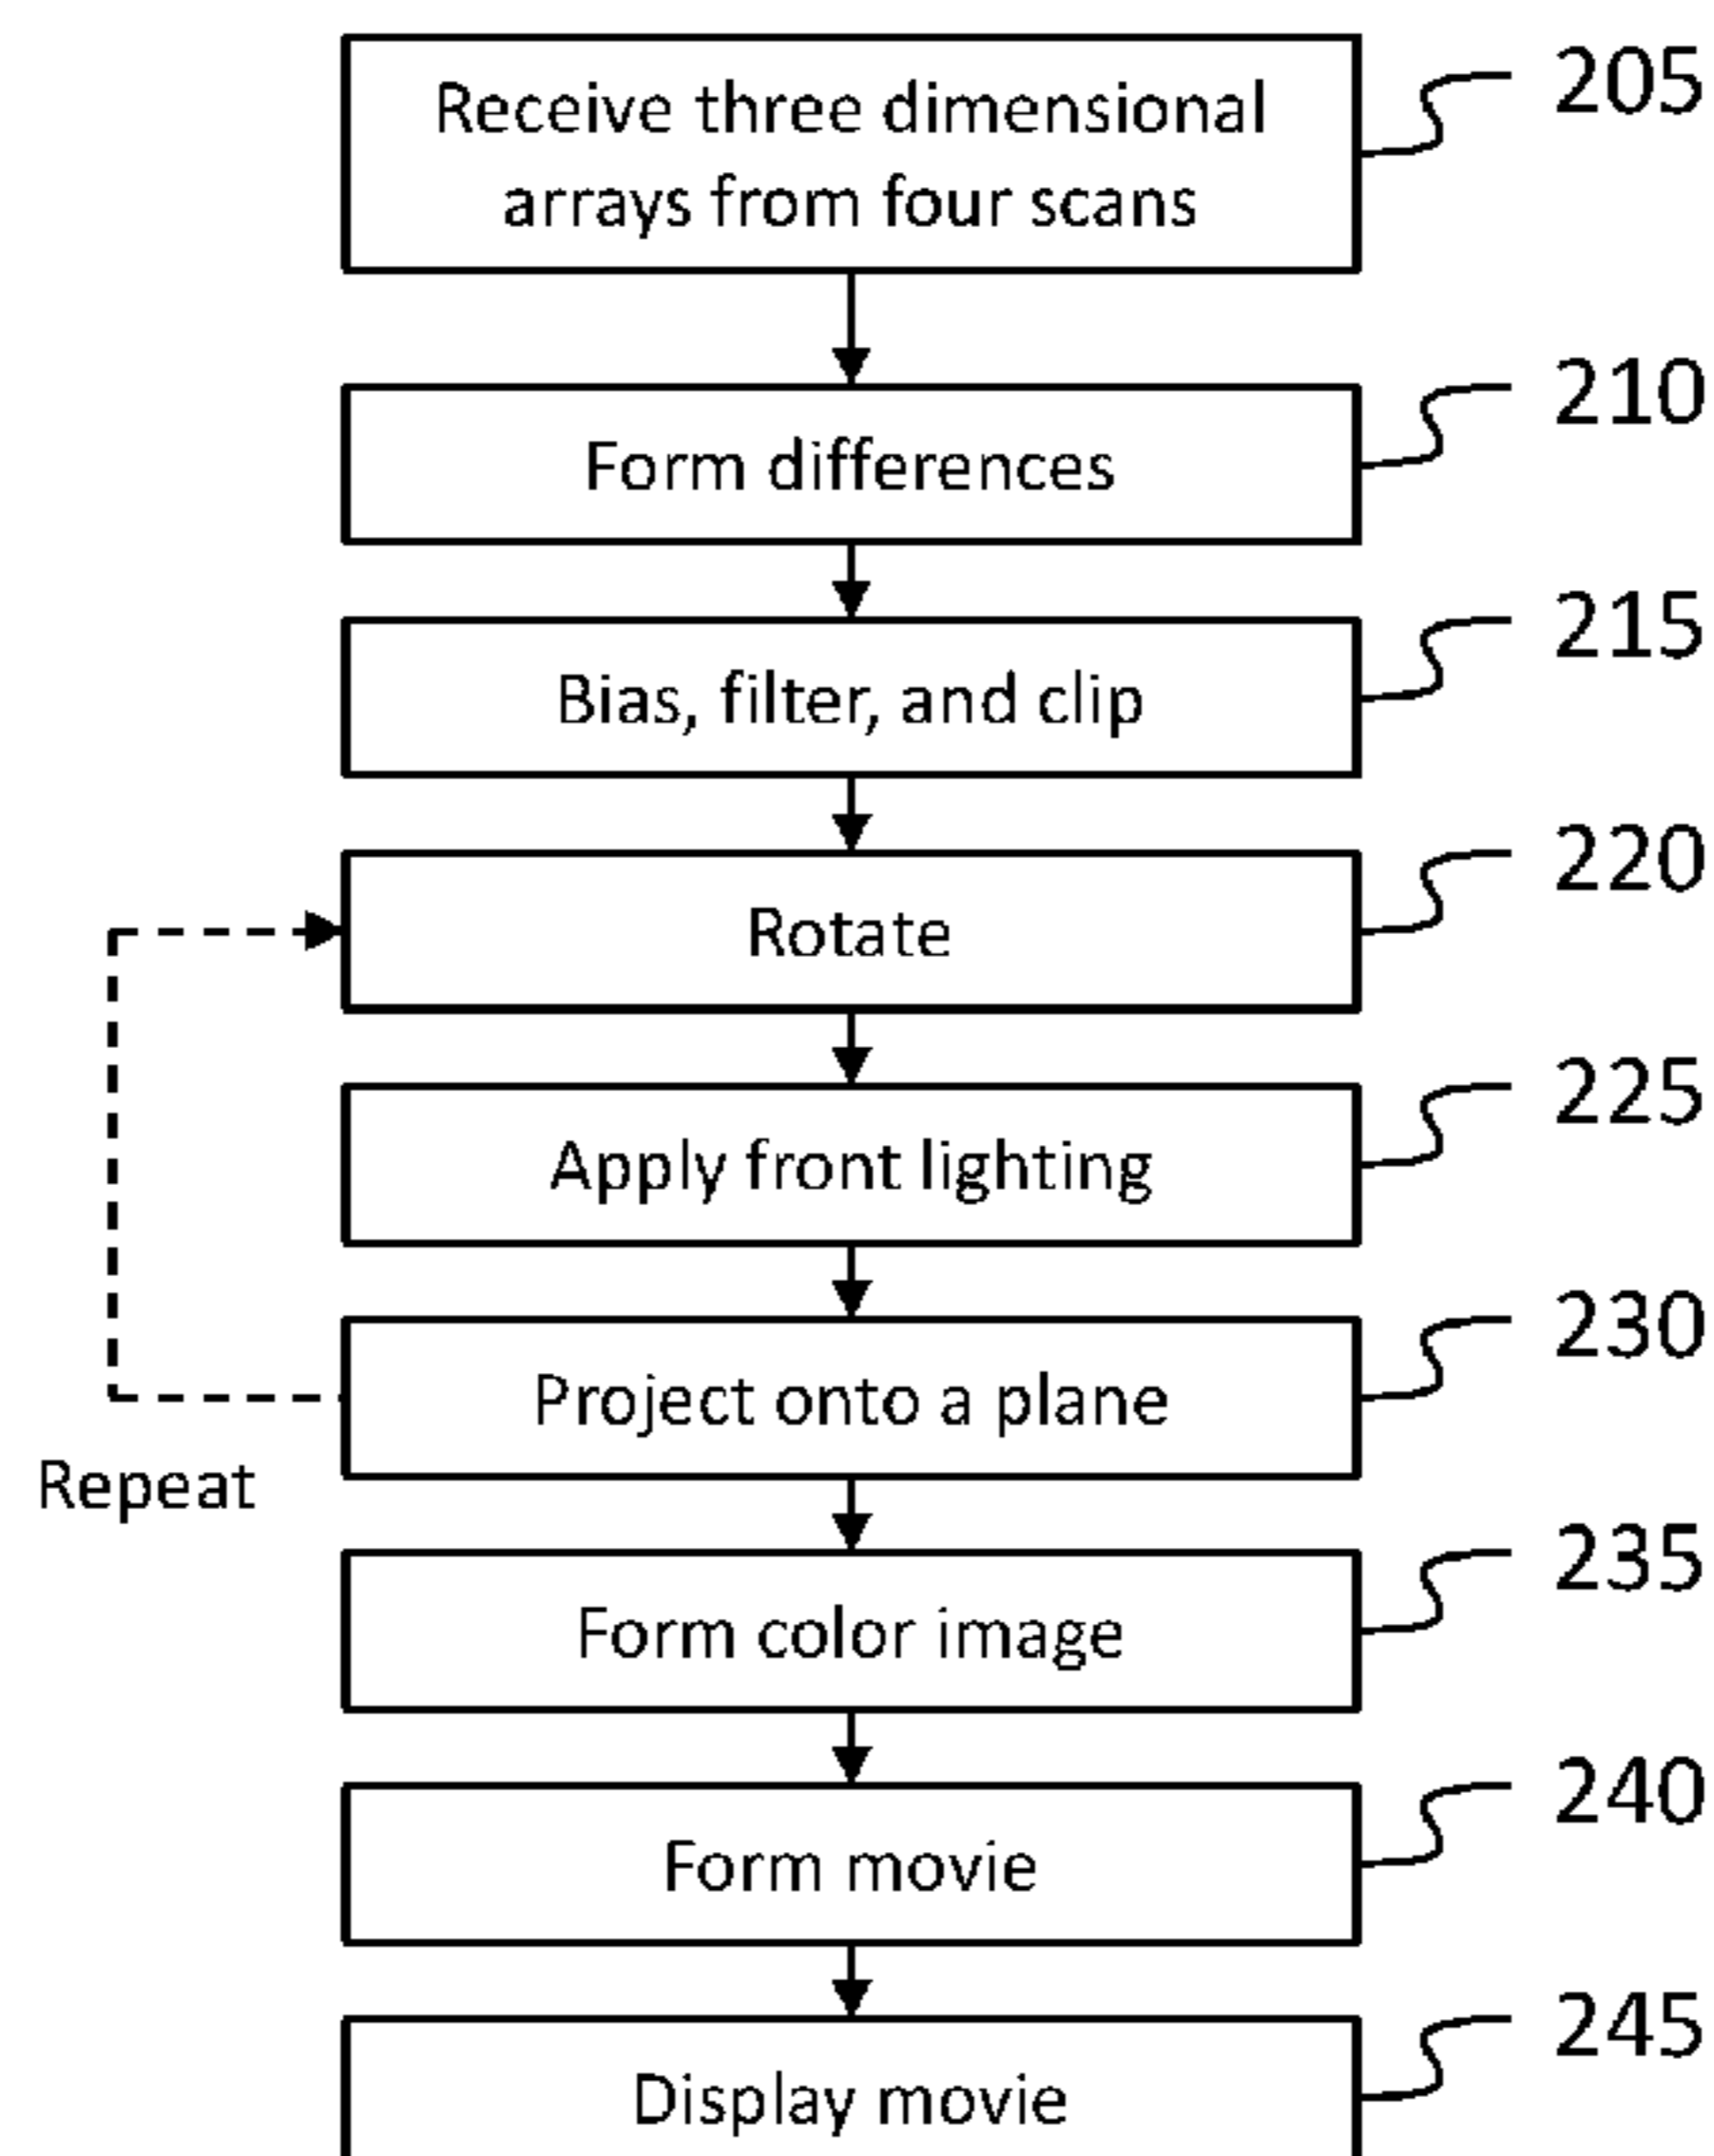 Receive three dimensional
arrays from four scans
205
Form differences
210
Bias, filter, and clip
215
Rotate
220
Apply front lighting
225
Project onto a plane
230
Repeat
Form color image
235
Form movie
240
Display movie
245